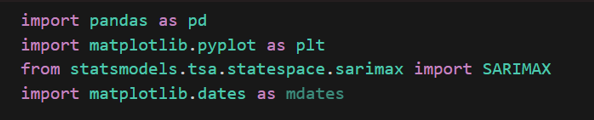 import pandas as pd
import matplotlib.pyplot as plt
from statsmodels.tsa.statespace.sarimax import SARIMAX
import matplotlib.dates as mdates